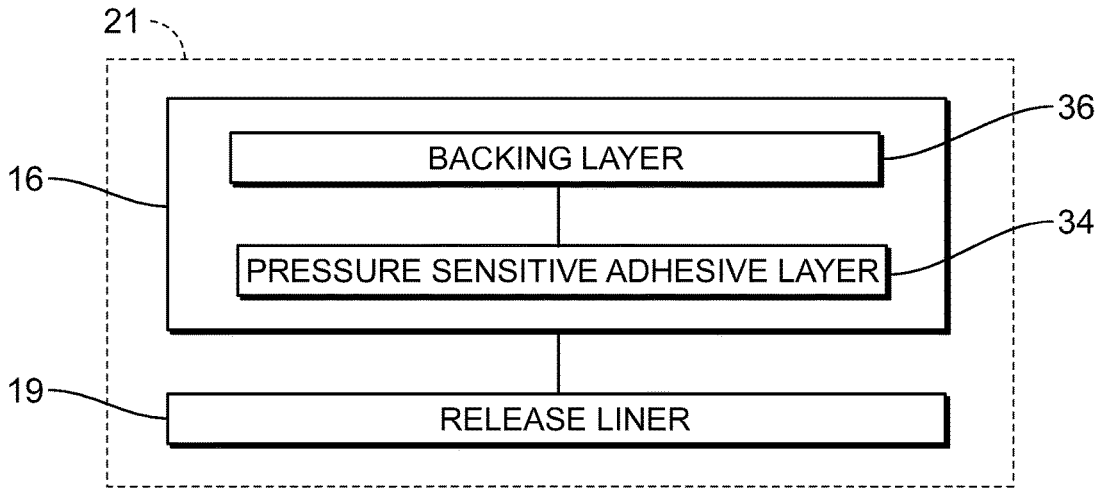 21
36
BACKING LAYER
16
34
PRESSURE SENSITIVE ADHESIVE LAYER
19
RELEASE LINER